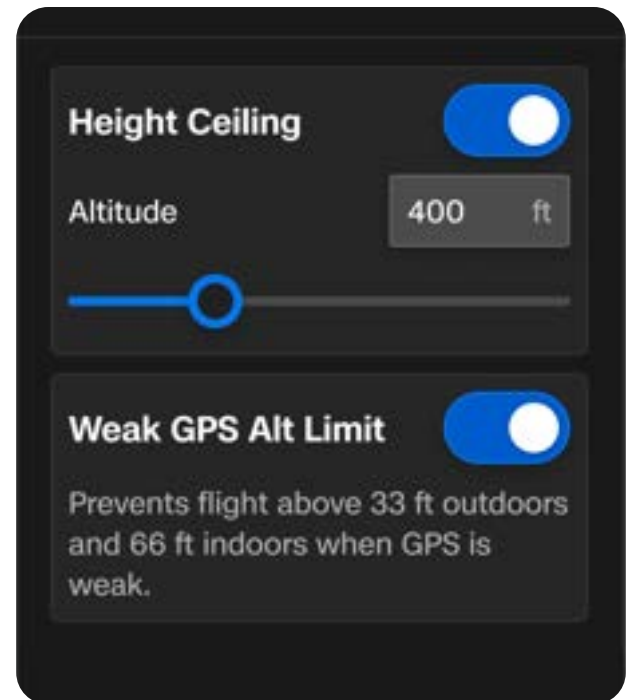 Height Ceiling
Altitude 400 ft
Weak GPS Alt Limit
Prevents flight above 33 ft outdoors
and 66 ft indoors when GPS is
weak.